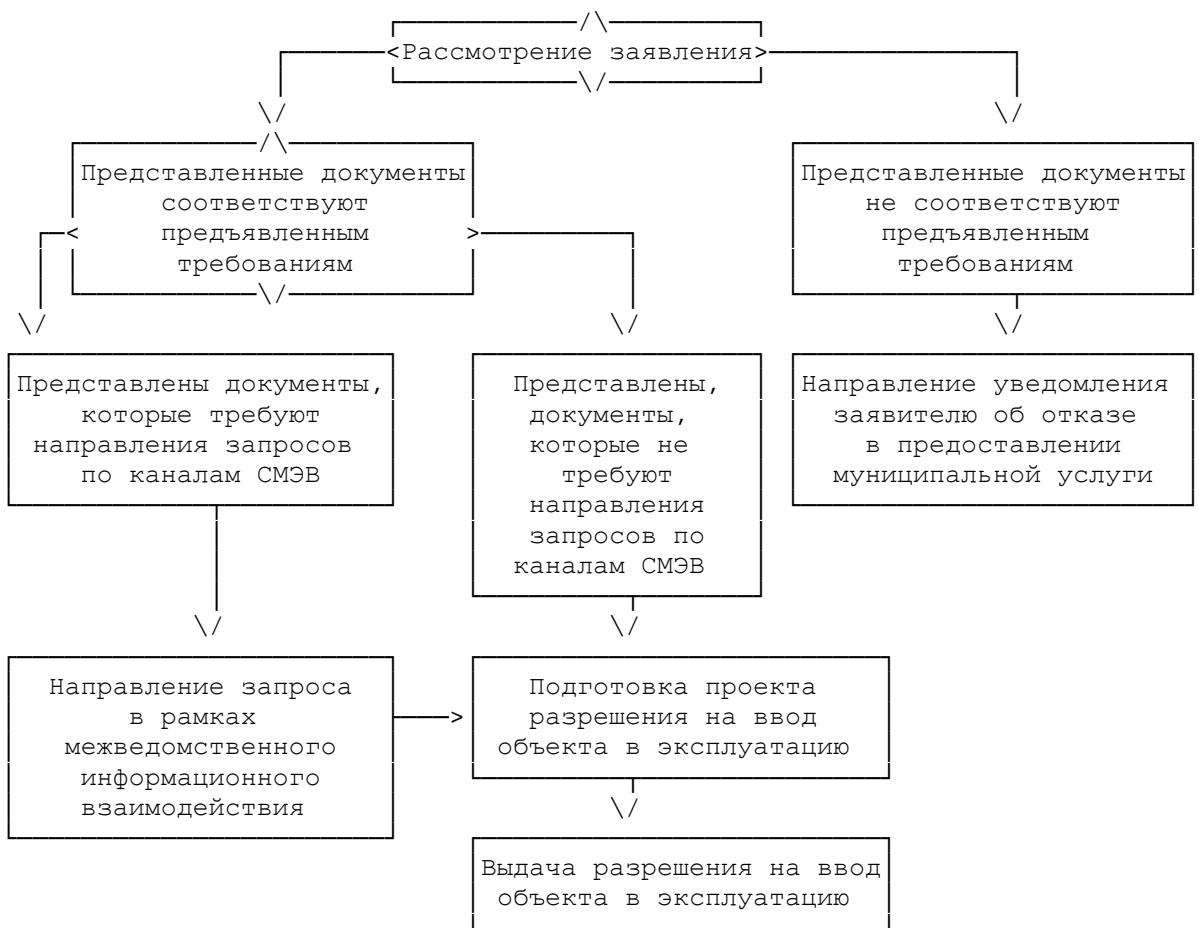 Рассмотрение заявления
Представленные документы
соответствуют
предъявленным
требованиям
Представленные документы
не соответствуют
предъявленным
требованиям
Представлены документы,
которые требуют
направления запросов
по каналам СМЭВ
Представлены,
документы,
которые не
требуют
направления
запросов по
каналам СМЭВ
Направление уведомления
заявителю об отказе
в предоставлении
муниципальной услуги
Направление запроса
в рамках
межведомственного
информационного
взаимодействия
Подготовка проекта
разрешения на ввод
объекта в эксплуатацию
Выдача разрешения на ввод
объекта в эксплуатацию